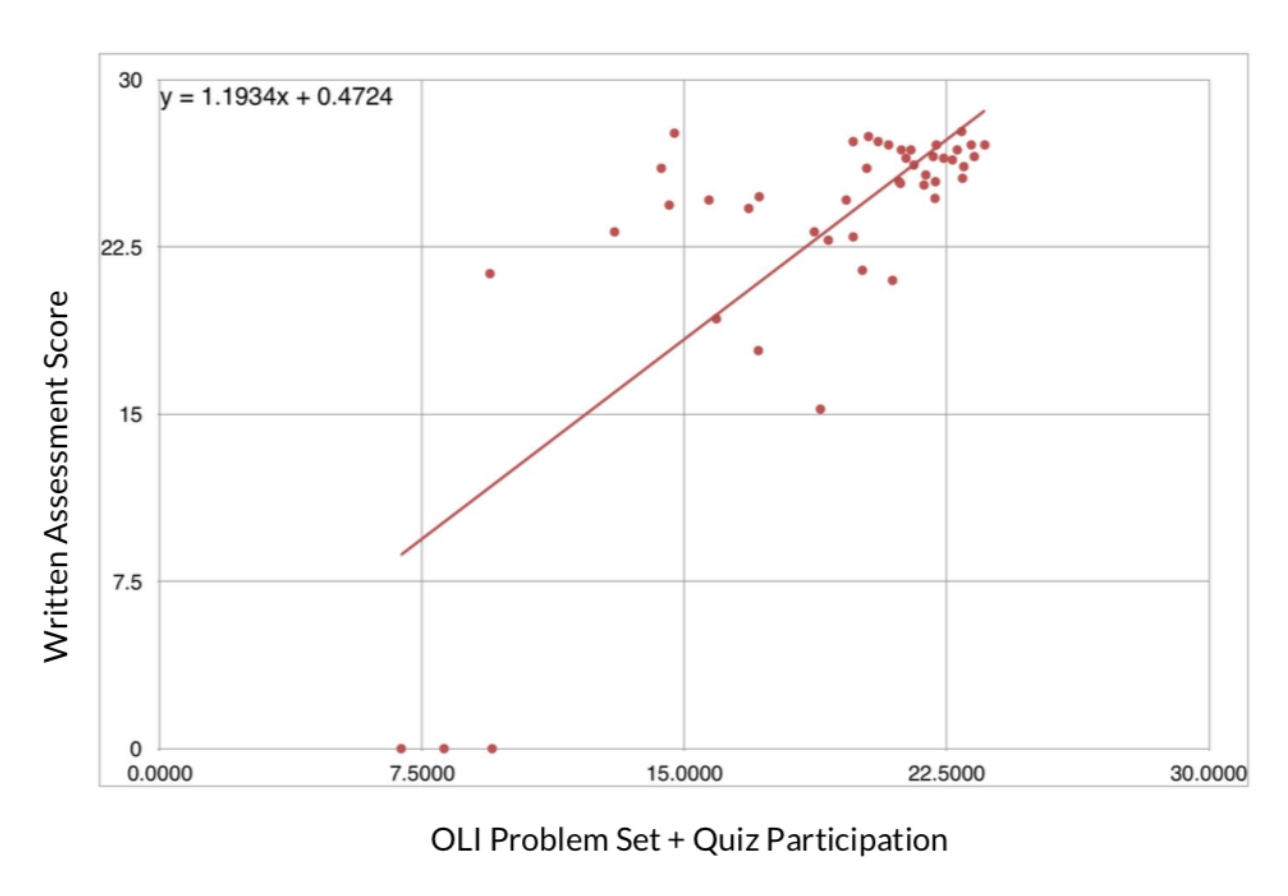 30
y = 1.1934x + 0.4724
22.5
15
7.5
0
0.0000 7.5000 15.0000 22.5000 30.0000
Written Assessment Score
OLI Problem Set + Quiz Participation